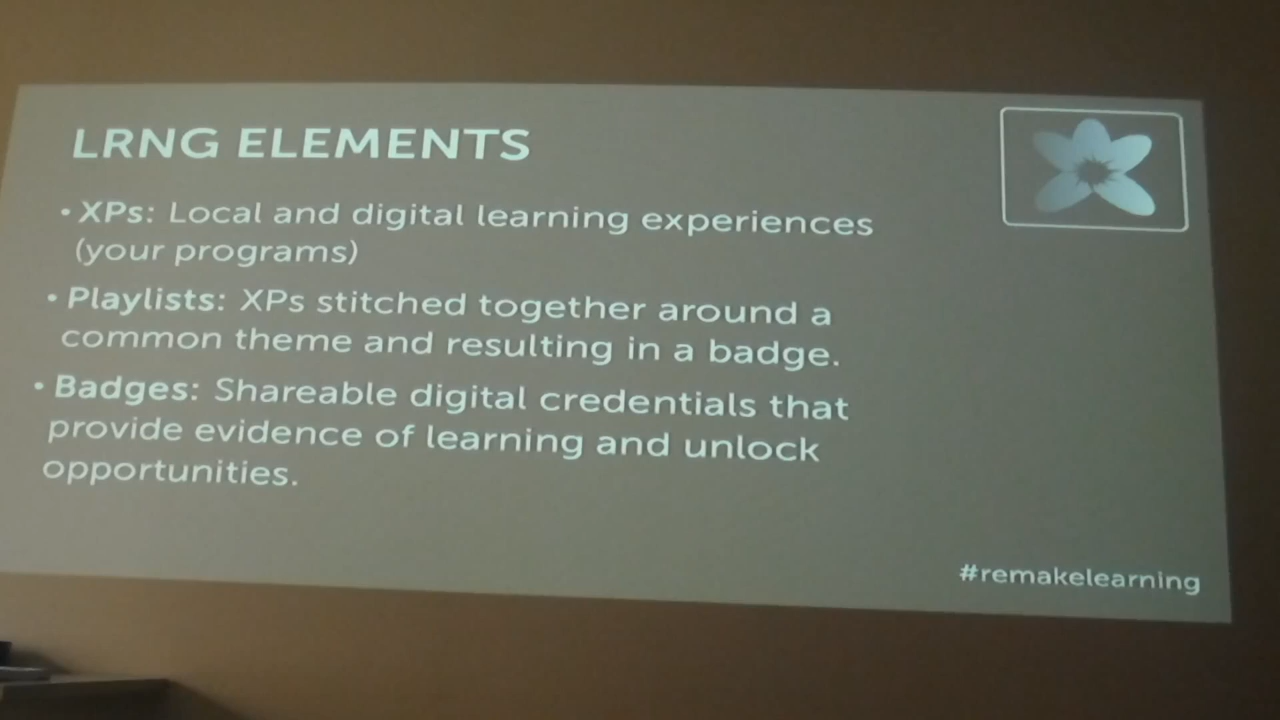 LRNG ELEMENTS
• XPs: Local and digital learning experiences
(your programs)
• Playlists: XPs stitched together around a
common theme and resulting in a badge.
• Badges: Shareable digital credentials that
provide evidence of learning and unlock
opportunities.
#remakelearning